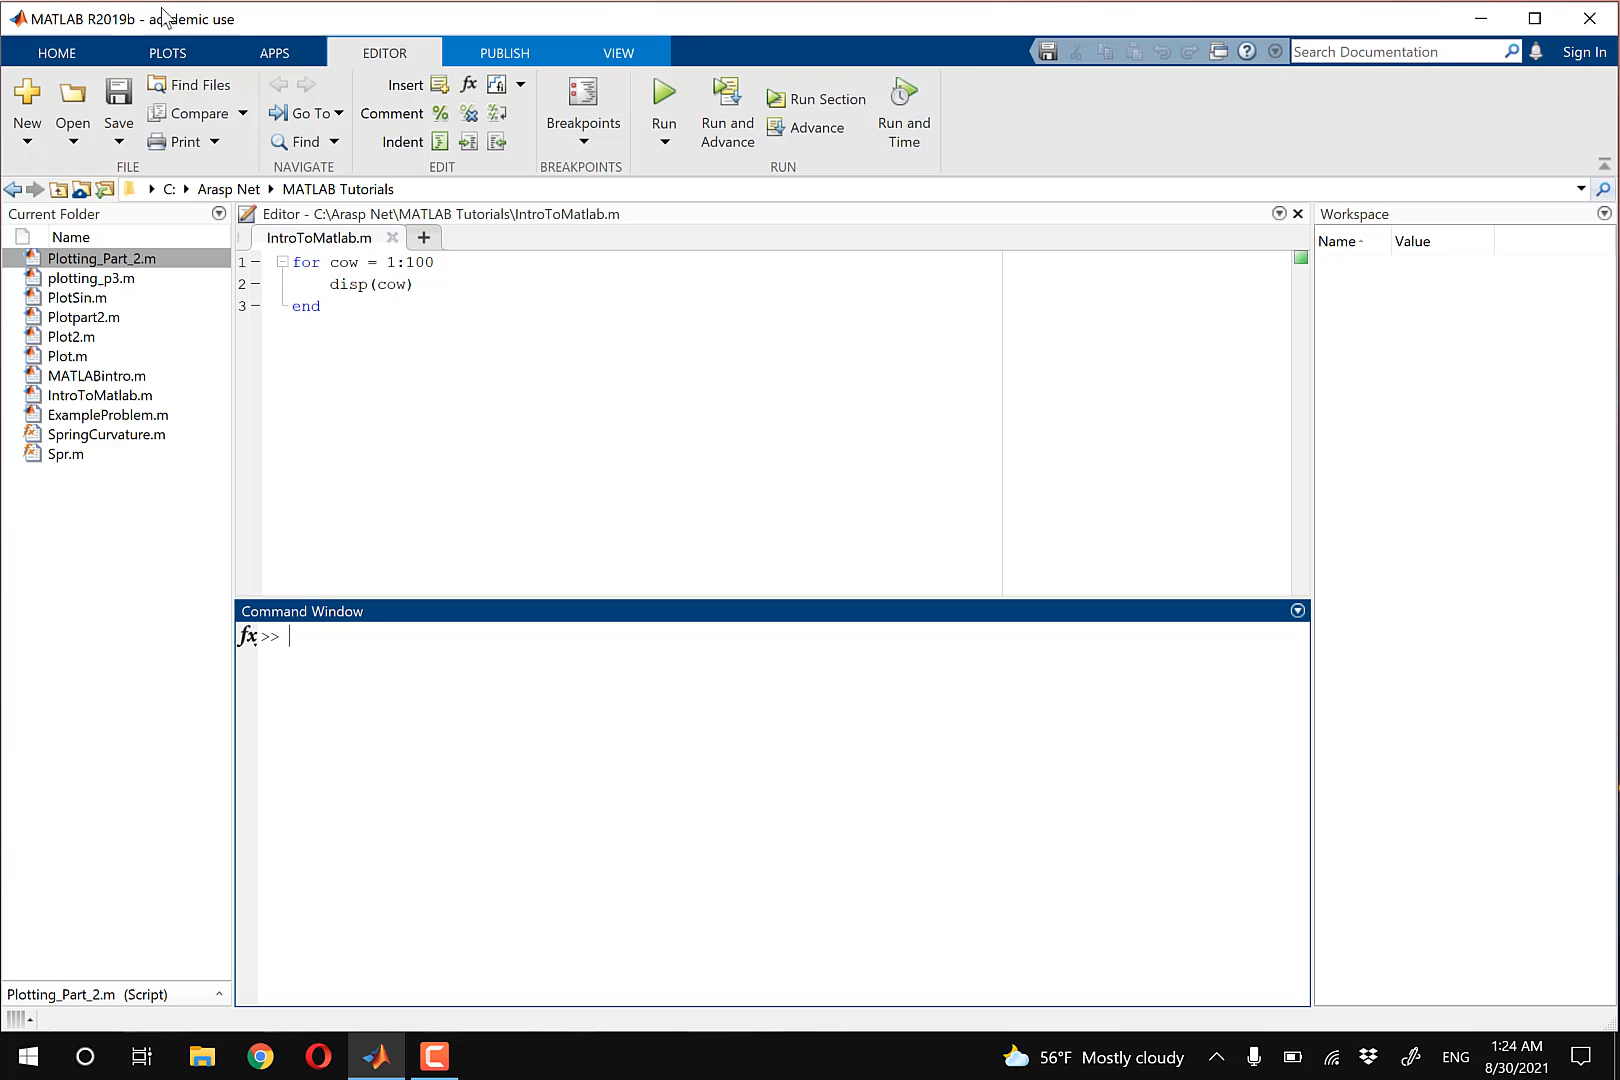 MATLAB R2019b - academic use
HOME PLOTS APPS EDITOR PUBLISH VIEW
Search Documentation
Sign In
New Open Save
Find Files
Compare
Print
FILE
Go To
Find
NAVIGATE
Insert fx
Comment
Indent
EDIT
Breakpoints
BREAKPOINTS
Run
Run and Advance
Run Section
Advance
Run and Time
RUN
C: Arasp Net MATLAB Tutorials
Current Folder
Name
Plotting_Part_2.m
plotting_p3.m
PlotSin.m
Plotpart2.m
Plot2.m
Plot.m
MATLABintro.m
IntroToMatlab.m
ExampleProblem.m
SpringCurvature.m
Spr.m
Plotting_Part_2.m (Script)
Editor - C:\Arasp Net\MATLAB Tutorials\IntroToMatlab.m
IntroToMatlab.m
1 for cow = 1:100
2 disp(cow)
3 end
Command Window
fx >>
Workspace
Name Value
56°F Mostly cloudy
ENG
1:24 AM
8/30/2021